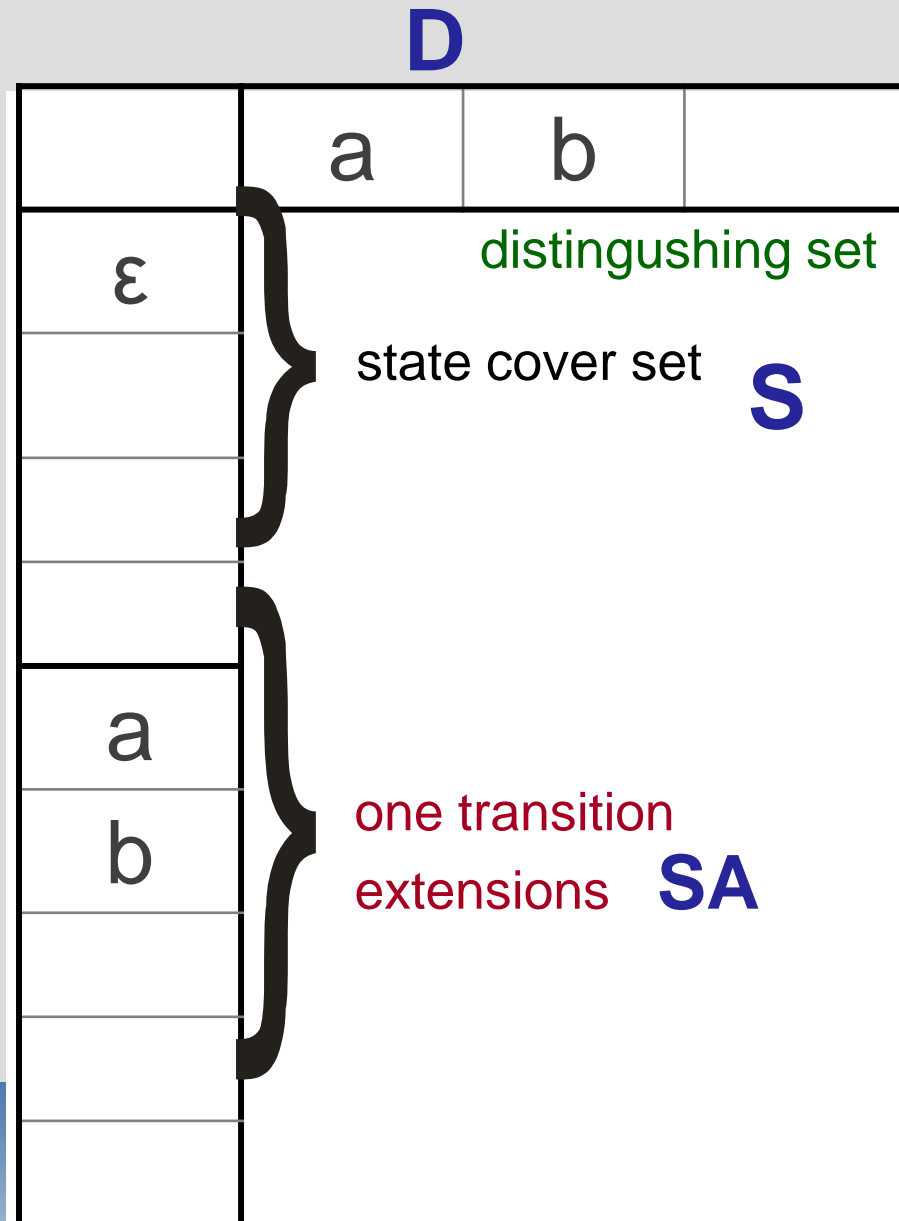 D
a b
ε
distingushing set
state cover set S
a
b
one transition
extensions SA